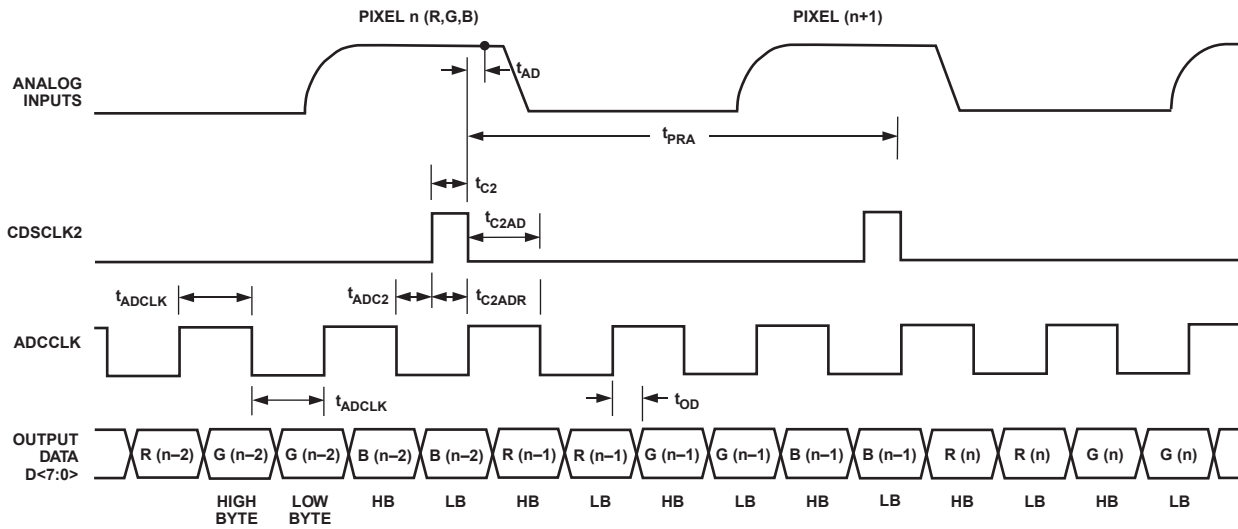 PIXEL n (R,G,B)
PIXEL (n+1)
ANALOG
INPUTS
tAD
tPRA
tC2
tC2AD
CDSCLK2
tADCLK
tADC2
tC2ADR
ADCCLK
tADCLK
tOD
OUTPUT
DATA
D<7:0>
R (n–2) G (n–2) G (n–2) B (n–2) B (n–2) R (n–1) R (n–1) G (n–1) G (n–1) B (n–1) B (n–1) R (n) R (n) G (n) G (n)
HIGH
BYTE
LOW
BYTE
HB LB HB LB HB LB HB LB HB LB HB LB